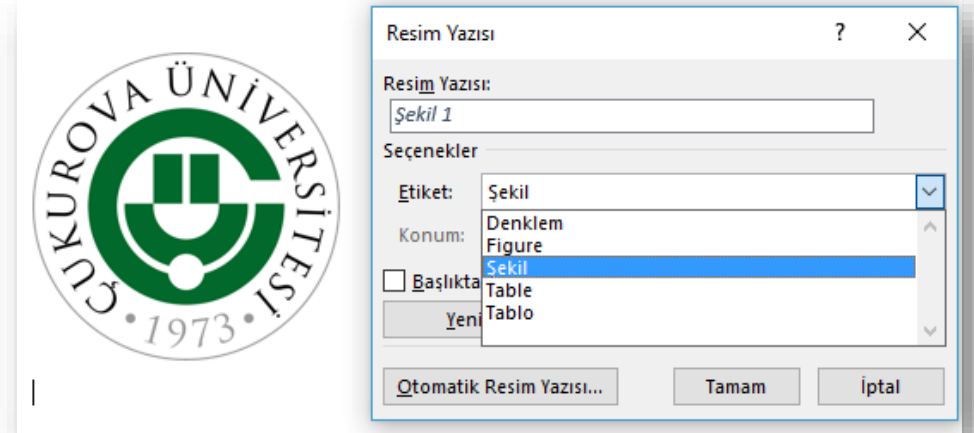 ÇUKUROVA ÜNİVERSİTESİ
• 1973 •
Resim Yazısı
?
Resim Yazısı:
Şekil 1
Seçenekler
Etiket:
Şekil
Konum:
Denklem
Figure
Şekil
Table
Tablo
Başlıkta
Yeni
Otomatik Resim Yazısı...
Tamam
İptal